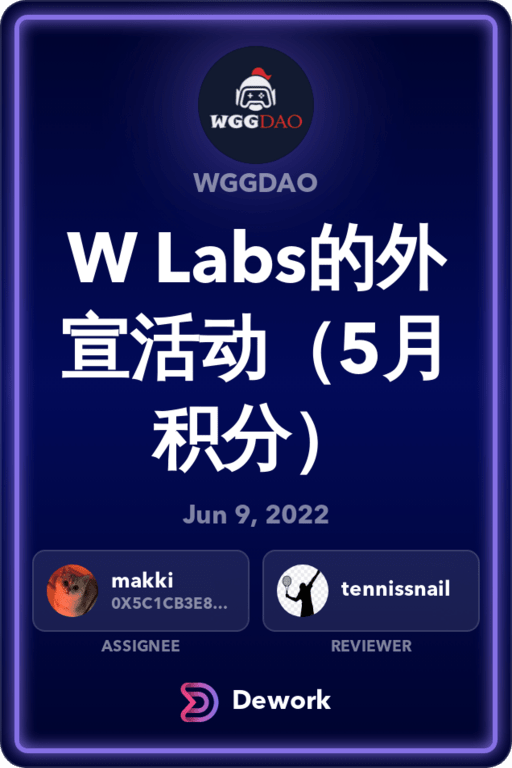 WGGDAO
WGGDAO
W Labs的外
宣活动（5月
积分）
Jun 9, 2022
makki
0X5C1CB3E8...
tennissnail
ASSIGNEE
REVIEWER
Dework